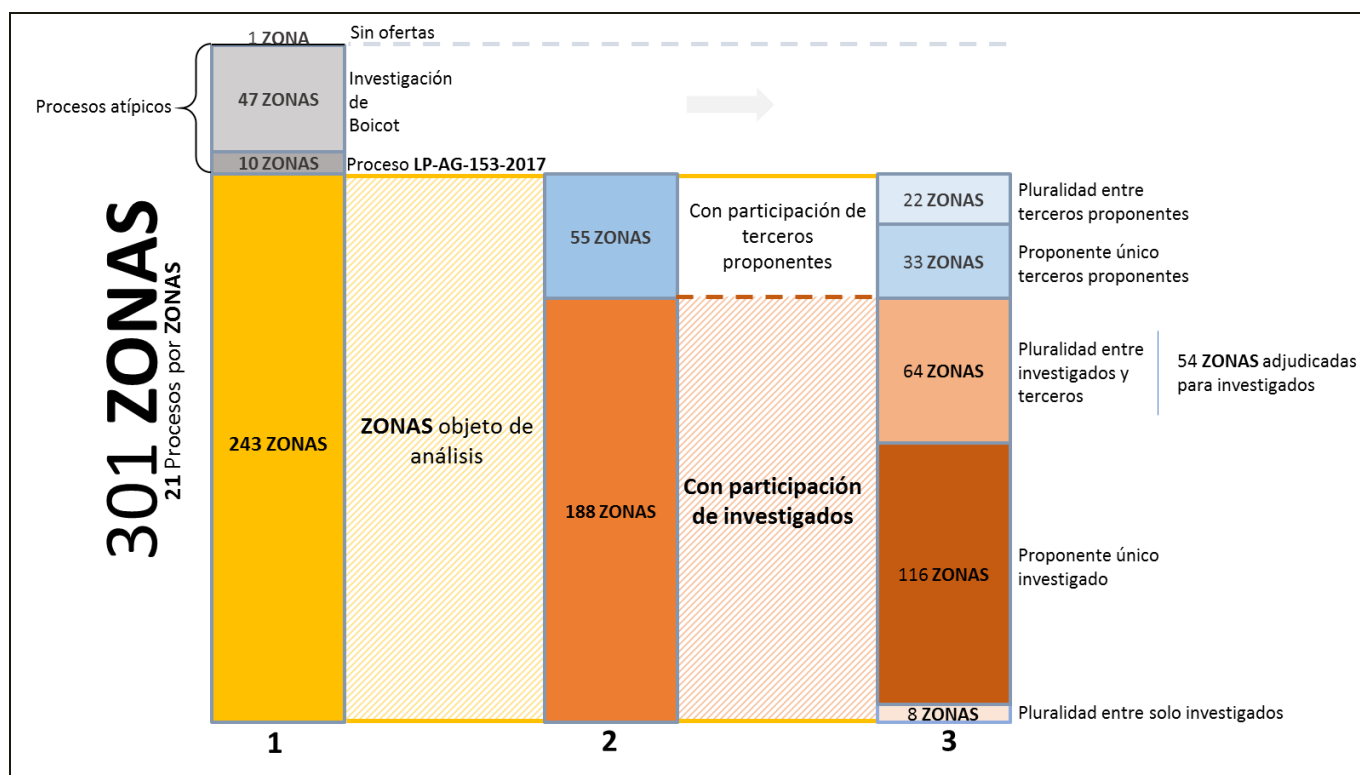 301 ZONAS
21 Procesos por ZONAS
Procesos atípicos
1 ZONA
Sin ofertas
47 ZONAS
Investigación
de
Boicot
10 ZONAS
Proceso LP-AG-153-2017
243 ZONAS
ZONAS objeto de
análisis
1
55 ZONAS
Con participación de
terceros
proponentes
188 ZONAS
Con participación
de investigados
2
22 ZONAS
Pluralidad entre
terceros proponentes
33 ZONAS
Proponente único
terceros proponentes
64 ZONAS
Pluralidad entre
investigados y
terceros
54 ZONAS adjudicadas
para investigados
116 ZONAS
Proponente único
investigado
8 ZONAS
Pluralidad entre solo investigados
3